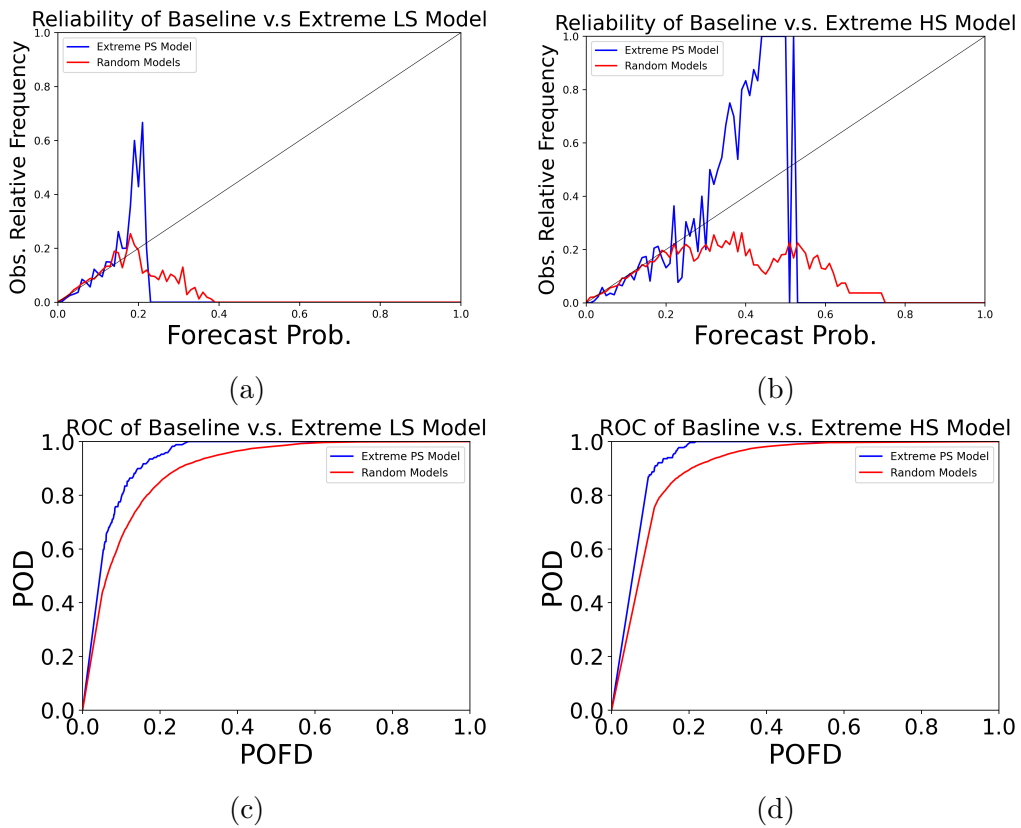 Reliability of Baseline v.s Extreme LS Model
Obs. Relative Frequency
1.0
0.8
0.6
0.4
0.2
0.0
Extreme PS Model
Random Models
0.0 0.2 0.4 0.6 0.8 1.0
Forecast Prob.
(a)
Reliability of Baseline v.s. Extreme HS Model
Obs. Relative Frequency
1.0
0.8
0.6
0.4
0.2
0.0
Extreme PS Model
Random Models
0.0 0.2 0.4 0.6 0.8 1.0
Forecast Prob.
(b)
ROC of Baseline v.s. Extreme LS Model
POD
1.0
0.8
0.6
0.4
0.2
0.0
Extreme PS Model
Random Models
0.0 0.2 0.4 0.6 0.8 1.0
POFD
(c)
ROC of Basline v.s. Extreme HS Model
POD
1.0
0.8
0.6
0.4
0.2
0.0
Extreme PS Model
Random Models
0.0 0.2 0.4 0.6 0.8 1.0
POFD
(d)